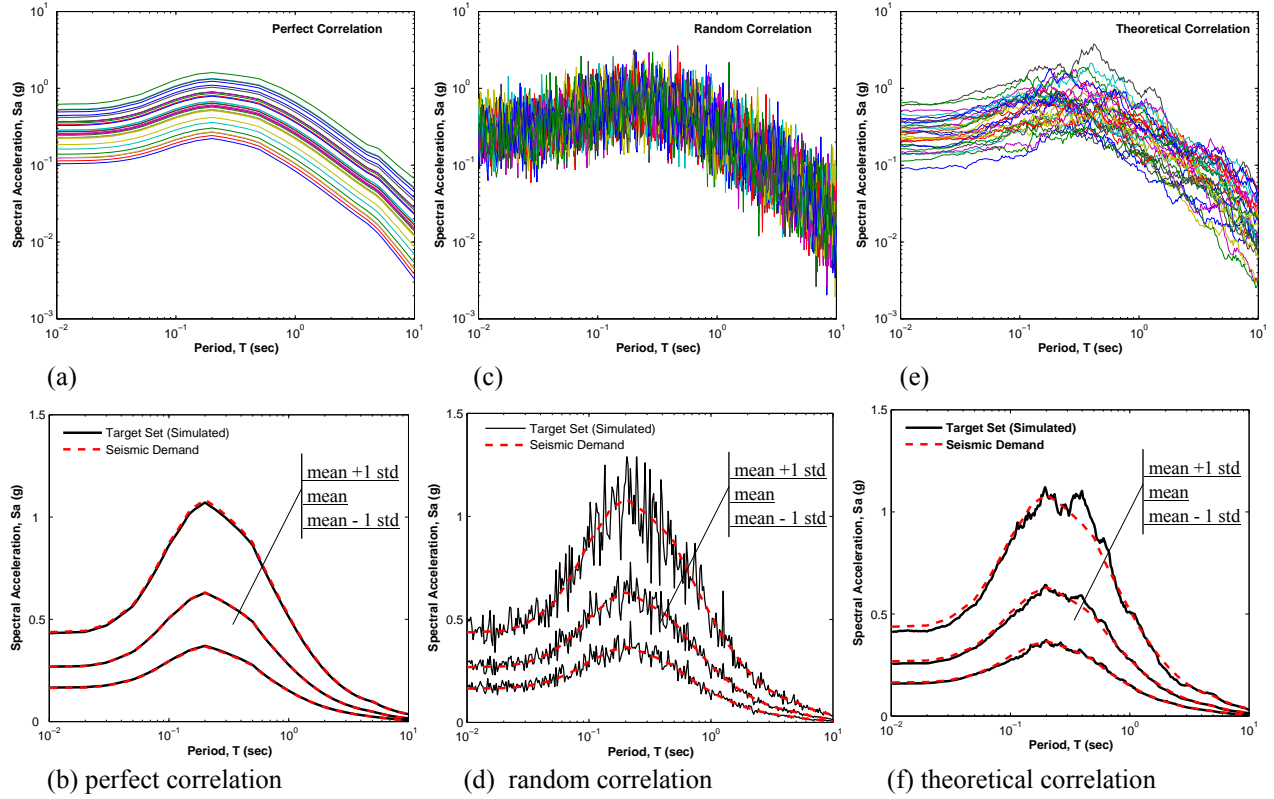 Perfect Correlation
Spectral Acceleration, Sa (g)
10^1
10^0
10^−1
10^−2
10^−3
10^−2 10^−1 10^0 10^1
Period, T (sec)
(a)
Random Correlation
Spectral Acceleration, Sa (g)
10^1
10^0
10^−1
10^−2
10^−3
10^−2 10^−1 10^0 10^1
Period, T (sec)
(c)
Theoretical Correlation
Spectral Acceleration, Sa (g)
10^1
10^0
10^−1
10^−2
10^−3
10^−2 10^−1 10^0 10^1
Period, T (sec)
(e)
Target Set (Simulated)
Seismic Demand
mean +1 std
mean
mean - 1 std
Spectral Acceleration, Sa (g)
1.5
1
0.5
0
10^−2 10^−1 10^0 10^1
Period, T (sec)
(b) perfect correlation
Target Set (Simulated)
Seismic Demand
mean +1 std
mean
mean - 1 std
Spectral Acceleration, Sa (g)
1.5
1
0.5
0
10^−2 10^−1 10^0 10^1
Period, T (sec)
(d) random correlation
Target Set (Simulated)
Seismic Demand
mean +1 std
mean
mean - 1 std
Spectral Acceleration, Sa (g)
1.5
1
0.5
0
10^−2 10^−1 10^0 10^1
Period, T (sec)
(f) theoretical correlation